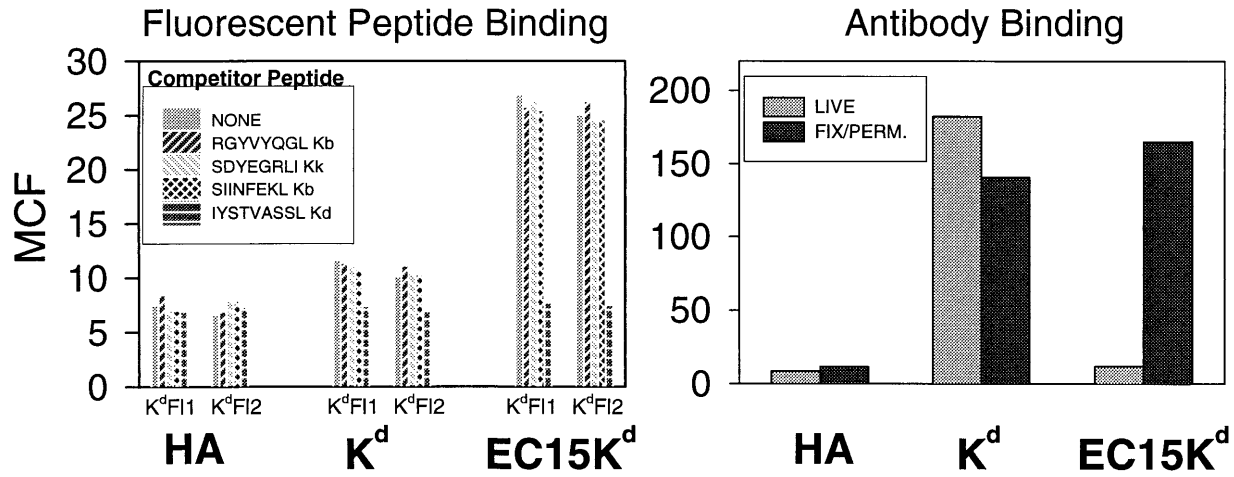 Fluorescent Peptide Binding
MCF
30
25
20
15
10
5
0
Competitor Peptide
NONE
RGYVYQGL Kb
SDYEGRLI Kk
SIINFEKL Kb
IYSTVASSL Kd
KᵈFl1 KᵈFl2 KᵈFl1 KᵈFl2 KᵈFl1 KᵈFl2
HA Kᵈ EC15Kᵈ
Antibody Binding
200
150
100
50
0
LIVE
FIX/PERM.
HA Kᵈ EC15Kᵈ